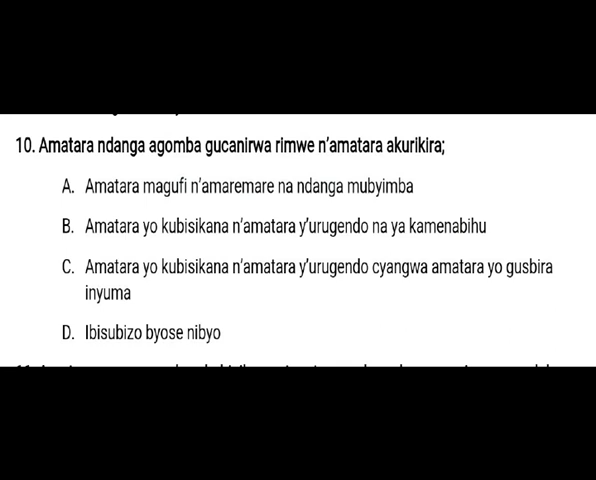 10. Amatara ndanga agomba gucanirwa rimwe n'amatara akurikira;
A. Amatara magufi n'amaremare na ndanga mubyimba
B. Amatara yo kubisikana n'amatara y'urugendo na ya kamenabihu
C. Amatara yo kubisikana n'amatara y'urugendo cyangwa amatara yo gusbira
inyuma
D. Ibisubizo byose nibyo